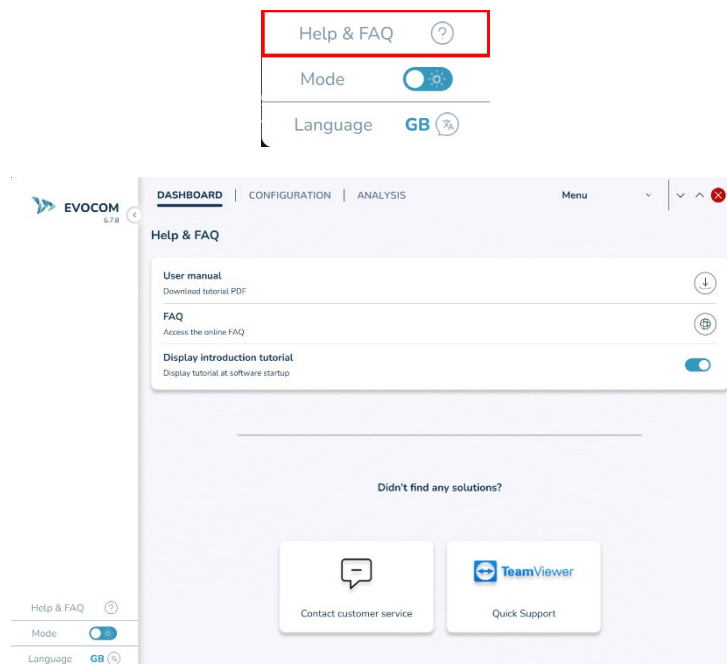 Help & FAQ
Mode
Language GB
EVOCOM
6.7.8
DASHBOARD | CONFIGURATION | ANALYSIS
Menu
Help & FAQ
User manual
Download tutorial PDF
FAQ
Access the online FAQ
Display introduction tutorial
Display tutorial at software startup
Didn't find any solutions?
Contact customer service
TeamViewer
Quick Support
Help & FAQ
Mode
Language GB